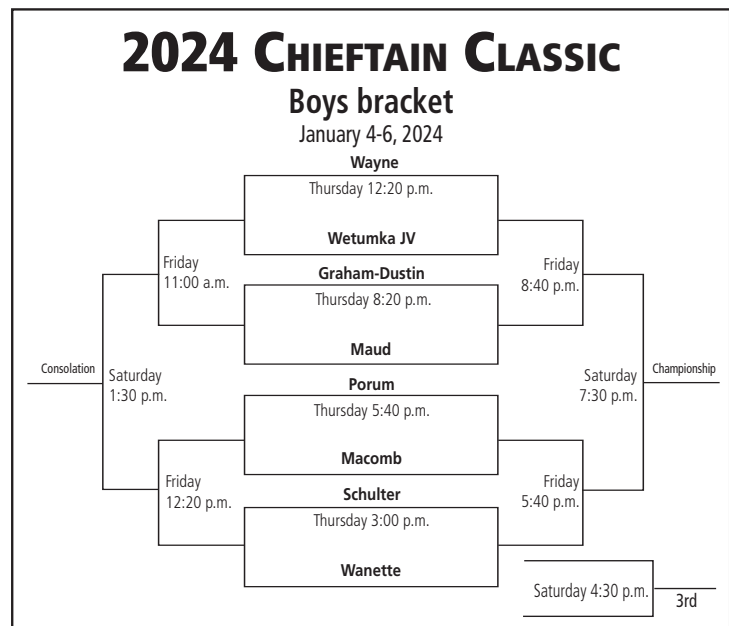 2024 CHIEFTAIN CLASSIC
Boys bracket
January 4-6, 2024
Wayne
Thursday 12:20 p.m.
Wetumka JV
Friday
11:00 a.m.
Friday
8:40 p.m.
Graham-Dustin
Thursday 8:20 p.m.
Maud
Consolation
Saturday
1:30 p.m.
Saturday
7:30 p.m.
Championship
Porum
Thursday 5:40 p.m.
Macomb
Friday
12:20 p.m.
Friday
5:40 p.m.
Schulter
Thursday 3:00 p.m.
Wanette
Saturday 4:30 p.m.
3rd